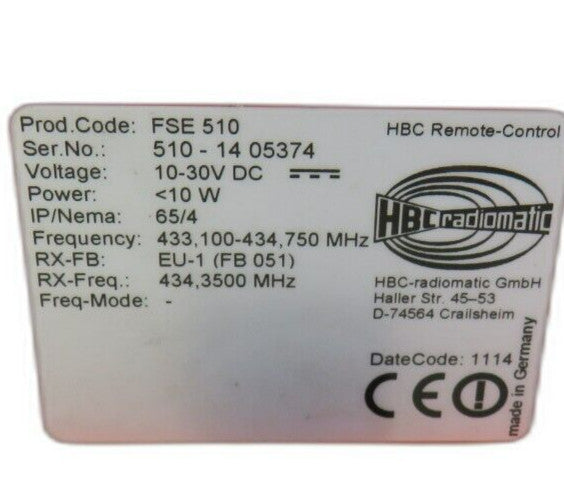 Prod.Code: FSE 510
Ser.No.: 510 - 14 05374
Voltage: 10-30V DC
Power: <10 W
IP/Nema: 65/4
Frequency: 433,100-434,750 MHz
RX-FB: EU-1 (FB 051)
RX-Freq.: 434,3500 MHz
Freq-Mode: -
HBC Remote-Control
HBC radiomatic
HBC-radiomatic GmbH
Haller Str. 45–53
D-74564 Crailsheim
DateCode: 1114
CE
made in Germany